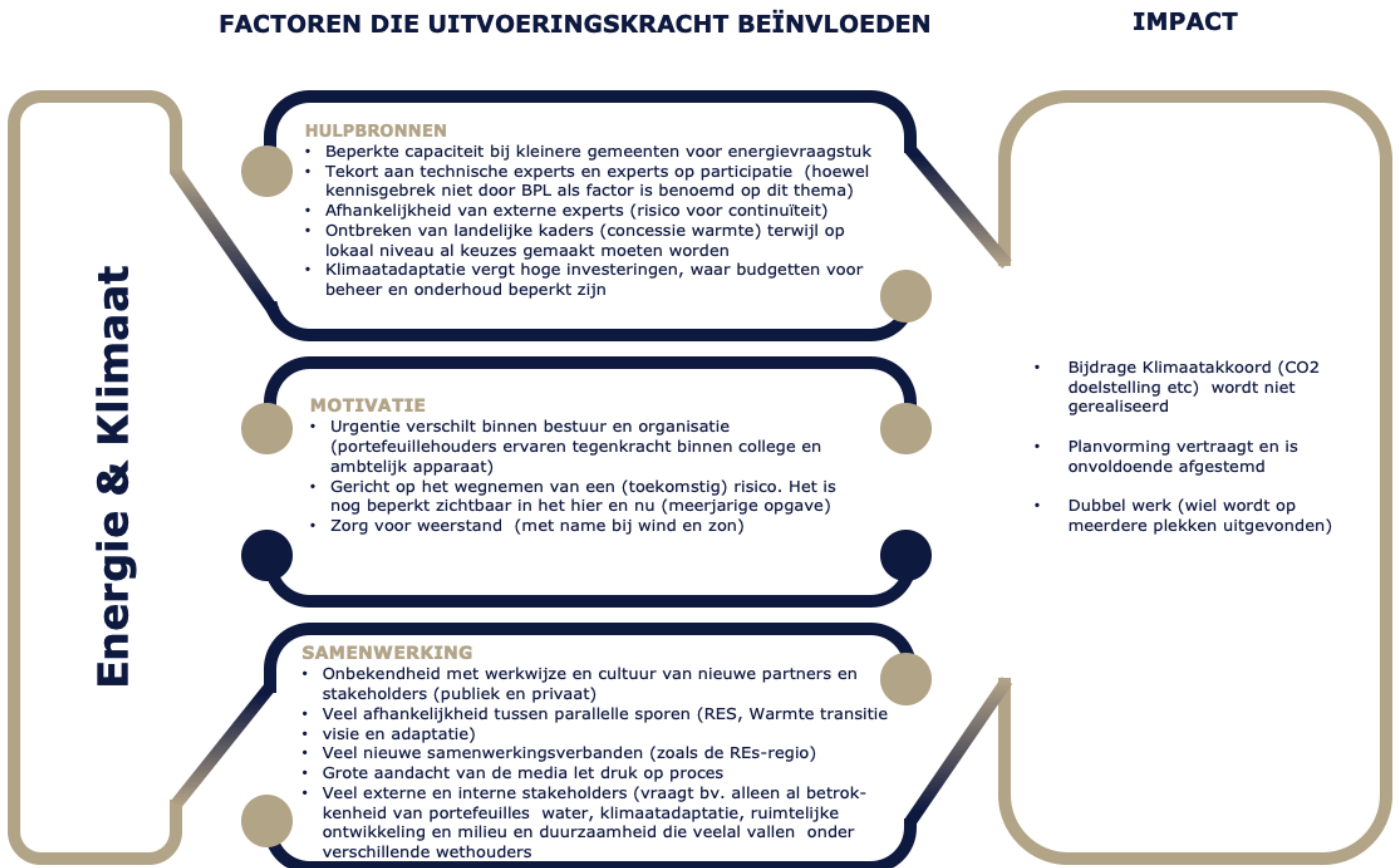 FACTOREN DIE UITVOERINGSKRACHT BEÏNVLOEDEN
IMPACT
Energie & Klimaat
HULPBRONNEN
• Beperkte capaciteit bij kleinere gemeenten voor energievraagstuk
• Tekort aan technische experts en experts op participatie (hoewel
kennisgebrek niet door BPL als factor is benoemd op dit thema)
• Afhankelijkheid van externe experts (risico voor continuïteit)
• Ontbreken van landelijke kaders (concessie warmte) terwijl op
lokaal niveau al keuzes gemaakt moeten worden
• Klimaatadaptatie vergt hoge investeringen, waar budgetten voor
beheer en onderhoud beperkt zijn
MOTIVATIE
• Urgentie verschilt binnen bestuur en organisatie
(portefeuillehouders ervaren tegenkracht binnen college en
ambtelijk apparaat)
• Gericht op het wegnemen van een (toekomstig) risico. Het is
nog beperkt zichtbaar in het hier en nu (meerjarige opgave)
• Zorg voor weerstand (met name bij wind en zon)
SAMENWERKING
• Onbekendheid met werkwijze en cultuur van nieuwe partners en
stakeholders (publiek en privaat)
• Veel afhankelijkheid tussen parallelle sporen (RES, Warmte transitie
• visie en adaptatie)
• Veel nieuwe samenwerkingsverbanden (zoals de REs-regio)
• Grote aandacht van de media let druk op proces
• Veel externe en interne stakeholders (vraagt bv. alleen al betrok-
kenheid van portefeuilles water, klimaatadaptatie, ruimtelijke
ontwikkeling en milieu en duurzaamheid die veelal vallen onder
verschillende wethouders
• Bijdrage Klimaatakkoord (CO2
doelstelling etc) wordt niet
gerealiseerd
• Planvorming vertraagt en is
onvoldoende afgestemd
• Dubbel werk (wiel wordt op
meerdere plekken uitgevonden)